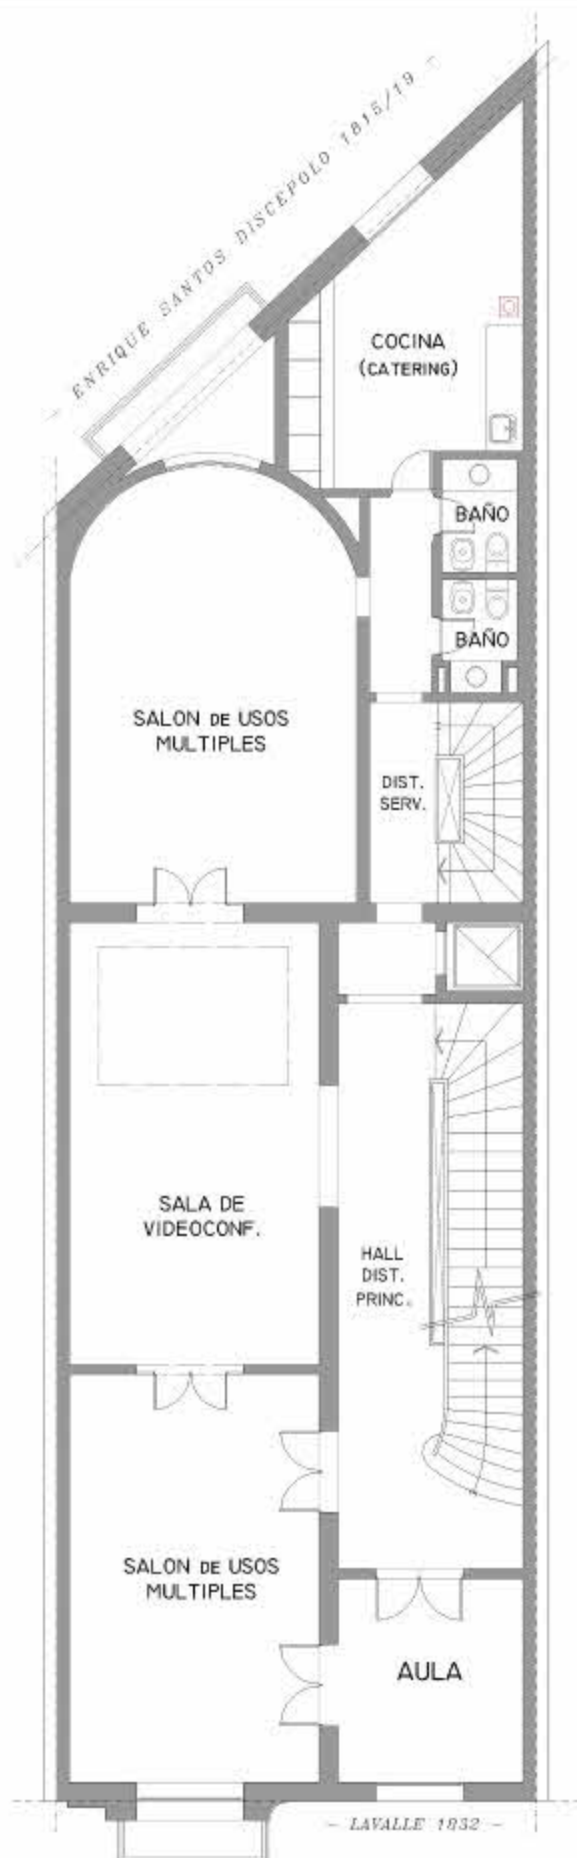 ENRIQUE SANTOS DISCEPOLO 1815/19 –
COCINA
(CATERING)
BAÑO
BAÑO
SALON DE USOS
MULTIPLES
DIST.
SERV.
SALA DE
VIDEOCONF.
HALL
DIST.
PRINC.
SALON DE USOS
MULTIPLES
AULA
– LAVALLE 1832 –